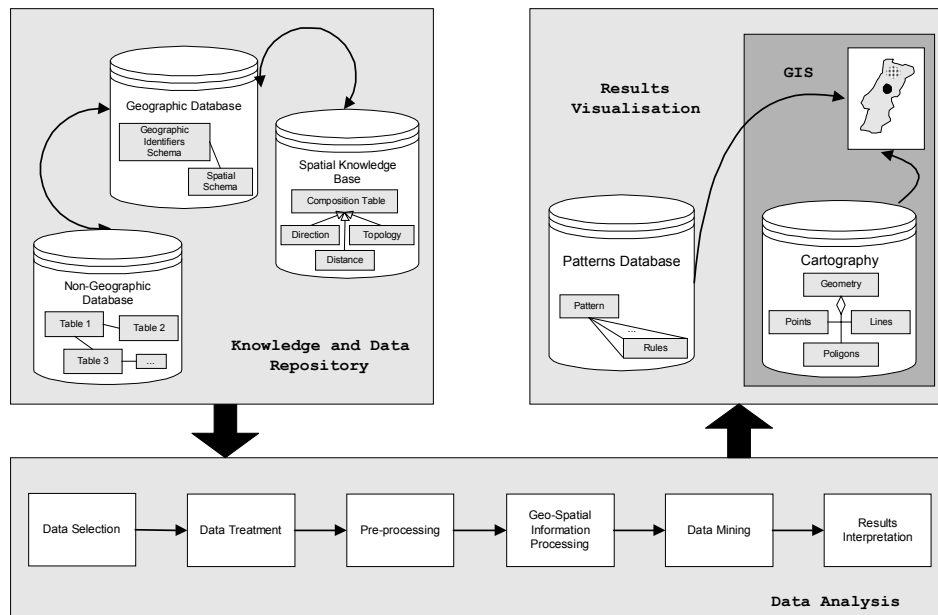 Geographic Database
Geographic
Identifiers
Schema
Spatial
Schema
Spatial Knowledge
Base
Composition Table
Direction
Topology
Distance
Non-Geographic
Database
Table 1
Table 2
Table 3
...
Knowledge and Data
Repository
Results
Visualisation
GIS
Patterns Database
Pattern
...
Rules
Cartography
Geometry
Points
Lines
Poligons
Data Selection
Data Treatment
Pre-processing
Geo-Spatial
Information
Processing
Data Mining
Results
Interpretation
Data Analysis